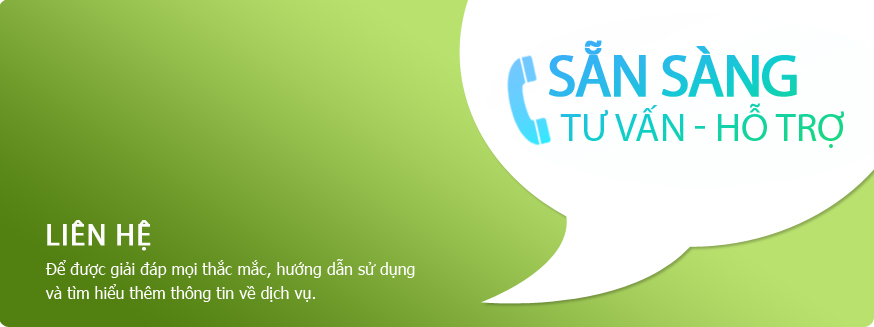 SẴN SÀNG
TƯ VẤN - HỖ TRỢ
LIÊN HỆ
Để được giải đáp mọi thắc mắc, hướng dẫn sử dụng
và tìm hiểu thêm thông tin về dịch vụ.